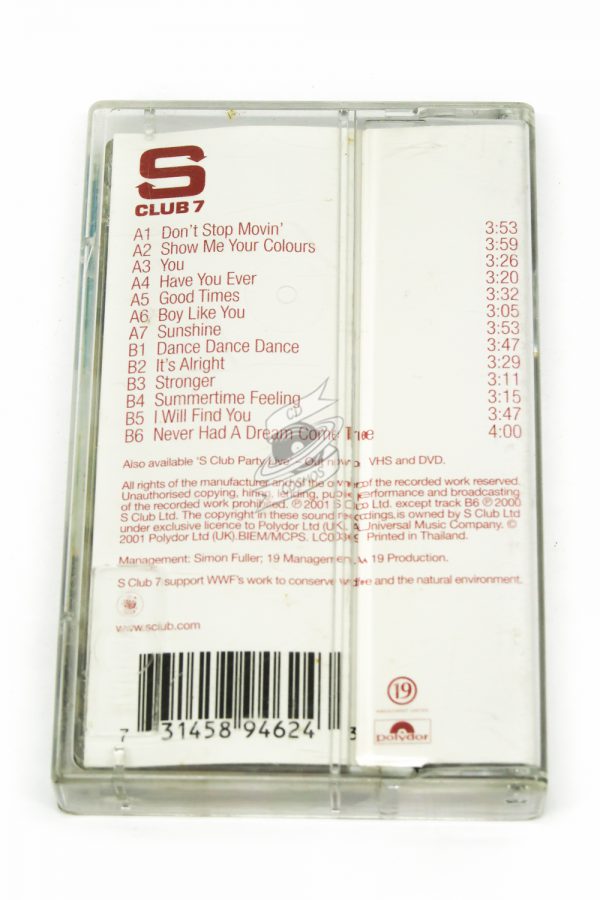 S
CLUB 7
A1 Don't Stop Movin' 3:53
A2 Show Me Your Colours 3:59
A3 You 3:26
A4 Have You Ever 3:20
A5 Good Times 3:32
A6 Boy Like You 3:05
A7 Sunshine 3:53
B1 Dance Dance Dance 3:47
B2 It's Alright 3:29
B3 Stronger 3:11
B4 Summertime Feeling 3:15
B5 I Will Find You 3:47
B6 Never Had A Dream Come True 4:00
Also available 'S Club Party Live' - Out now on VHS and DVD.
All rights of the manufacturer and of the owner of the recorded work reserved.
Unauthorised copying, hiring, lending, public performance and broadcasting
of the recorded work prohibited. ℗ 2001 S Club Ltd. except track B6 ℗ 2000
S Club Ltd. The copyright in these sound recordings is owned by S Club Ltd
under exclusive licence to Polydor Ltd (UK). A Universal Music Company. ©
2001 Polydor Ltd (UK).BIEM/MCPS. Printed in Thailand.
Management: Simon Fuller; 19 Management. A 19 Production.
S Club 7 support WWF's work to conserve and the natural environment.
www.sclub.com
7 31458 94624 3
19
polydor